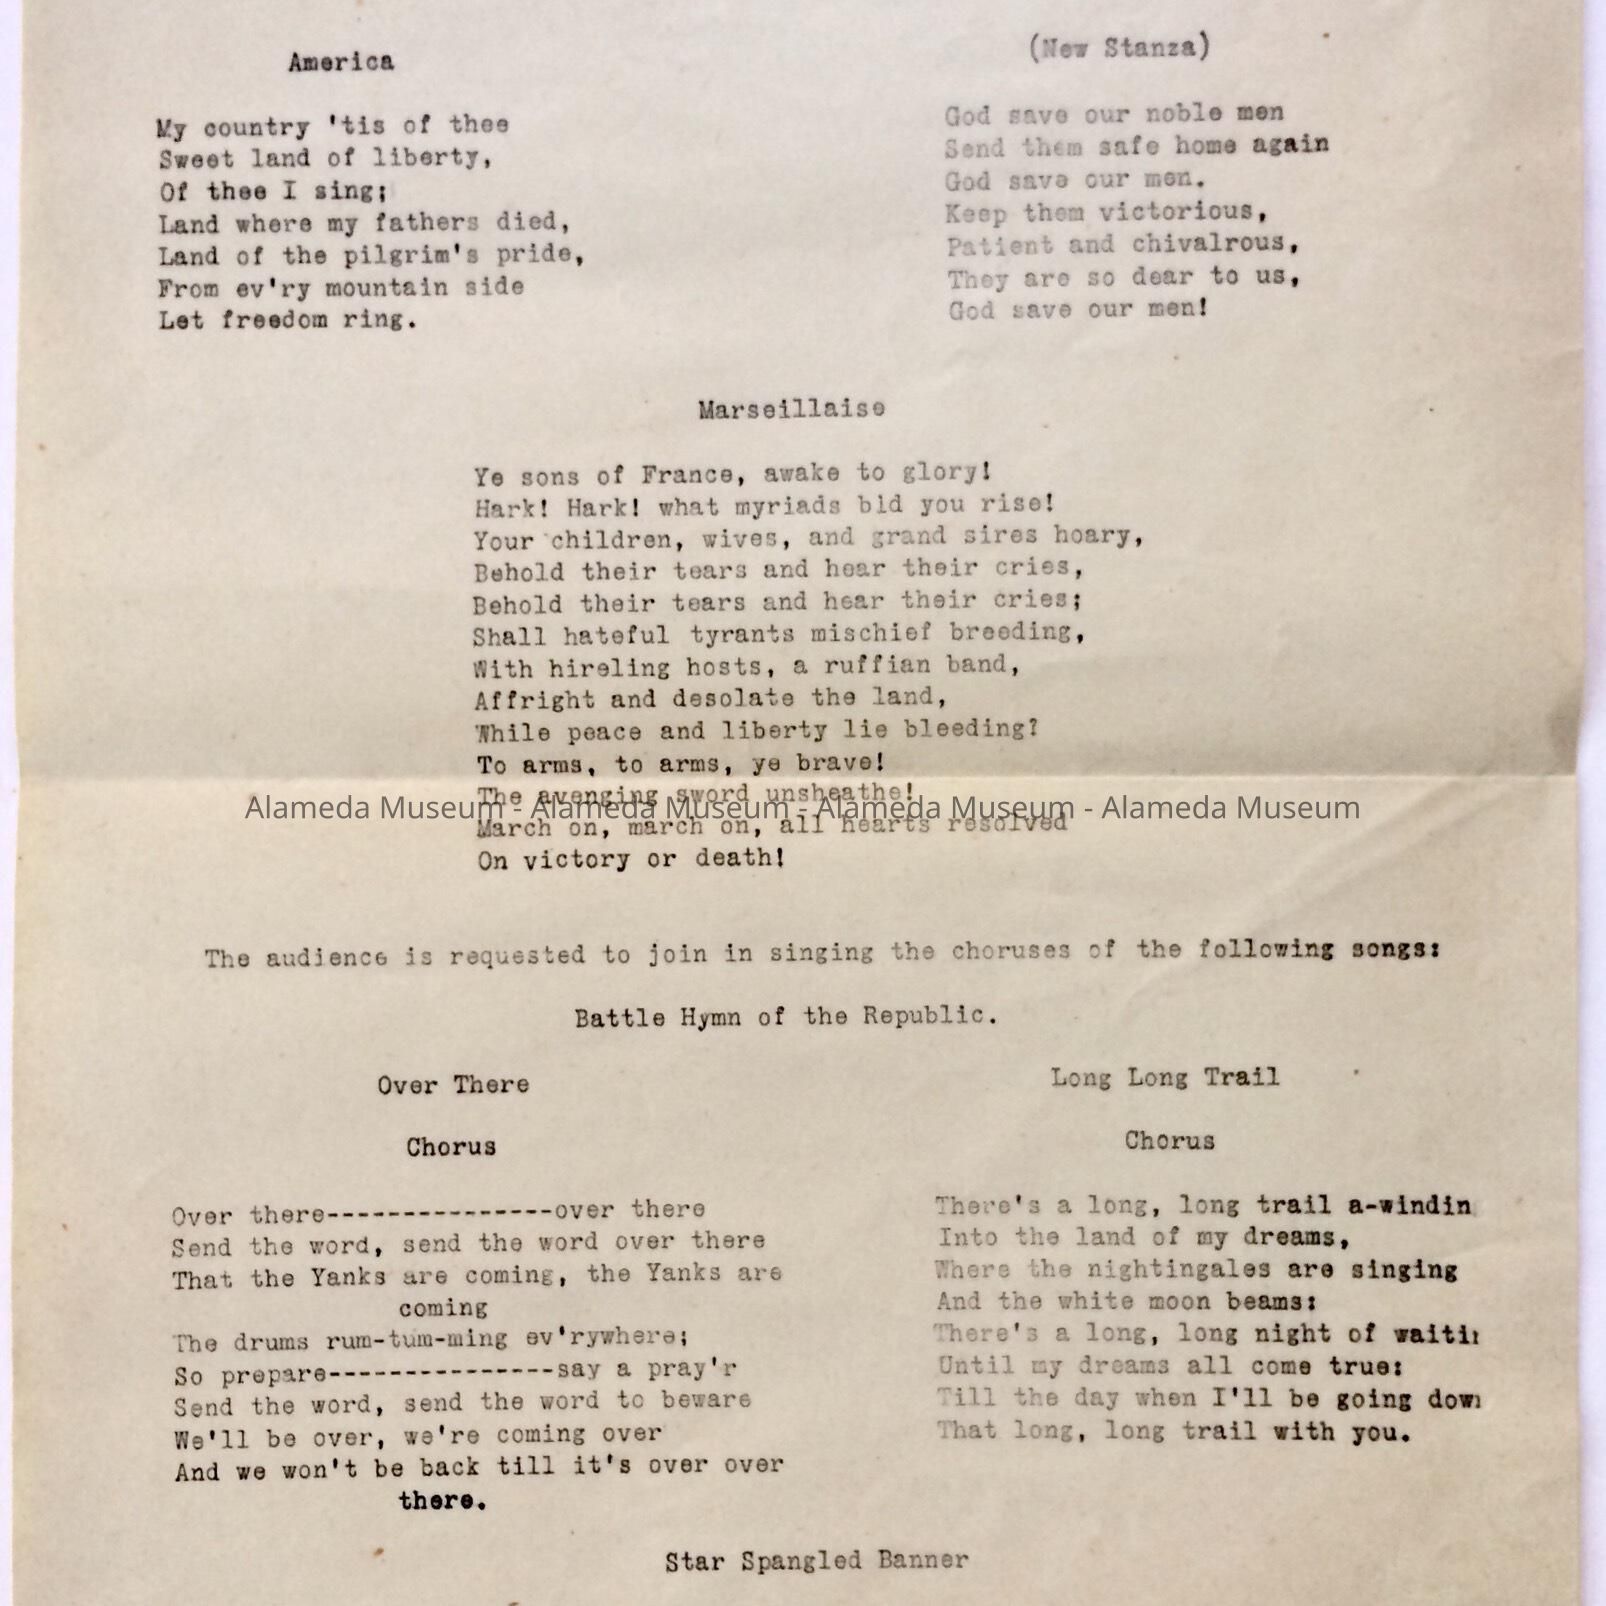 America
My country 'tis of thee
Sweet land of liberty,
Of thee I sing;
Land where my fathers died,
Land of the pilgrim's pride,
From ev'ry mountain side
Let freedom ring.
(New Stanza)
God save our noble men
Send them safe home again
God save our men.
Keep them victorious,
Patient and chivalrous,
They are so dear to us,
God save our men!
Marseillaise
Ye sons of France, awake to glory!
Hark! Hark! what myriads bid you rise!
Your children, wives, and grand sires hoary,
Behold their tears and hear their cries,
Behold their tears and hear their cries;
Shall hateful tyrants mischief breeding,
With hireling hosts, a ruffian band,
Affright and desolate the land,
While peace and liberty lie bleeding?
To arms, to arms, ye brave!
The avenging sword unsheathe!
Alameda Museum - Alameda Museum - Alameda Museum - Alameda Museum
March on, march on, all hearts resolved
On victory or death!
The audience is requested to join in singing the choruses of the following songs:
Battle Hymn of the Republic.
Over There
Chorus
Over there---------------over there
Send the word, send the word over there
That the Yanks are coming, the Yanks are
coming
The drums rum-tum-ming ev'rywhere;
So prepare---------------say a pray'r
Send the word, send the word to beware
We'll be over, we're coming over
And we won't be back till it's over over
there.
Long Long Trail
Chorus
There's a long, long trail a-windin
Into the land of my dreams,
Where the nightingales are singing
And the white moon beams:
There's a long, long night of waiti
Until my dreams all come true:
Till the day when I'll be going dow
That long, long trail with you.
Star Spangled Banner